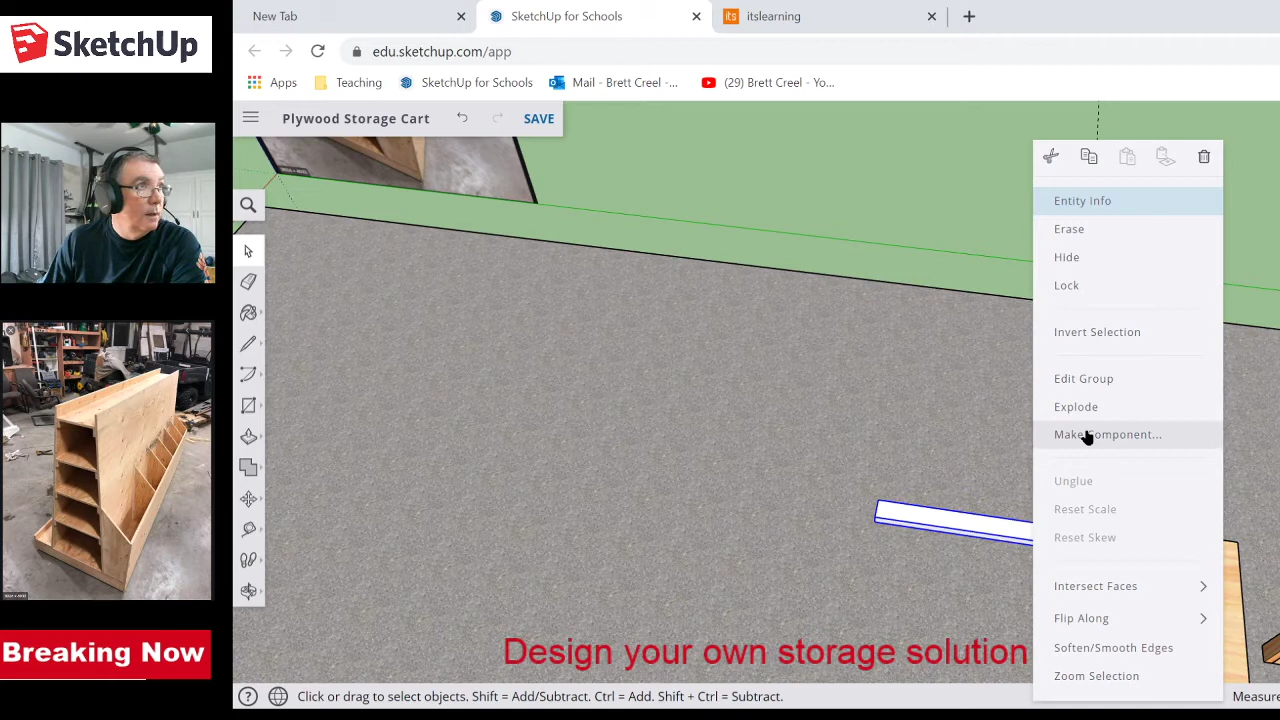 SketchUp
New Tab
SketchUp for Schools
its
itslearning
edu.sketchup.com/app
Apps
Teaching
SketchUp for Schools
Mail - Brett Creel -...
(29) Brett Creel - Yo...
Plywood Storage Cart
SAVE
Entity Info
Erase
Hide
Lock
Invert Selection
Edit Group
Explode
Make Component...
Unglue
Reset Scale
Reset Skew
Intersect Faces
Flip Along
Soften/Smooth Edges
Zoom Selection
Breaking Now
Design your own storage solution
Click or drag to select objects. Shift = Add/Subtract. Ctrl = Add. Shift + Ctrl = Subtract.
Measure